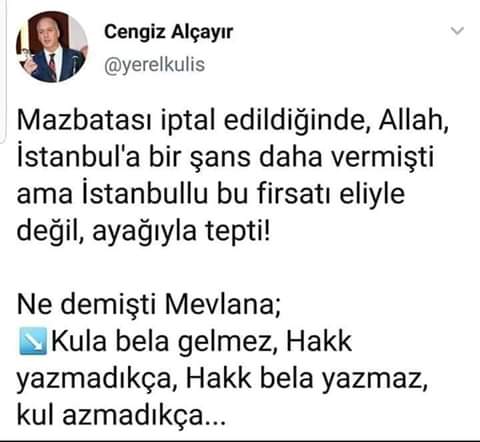 Cengiz Alçayır
@yerelkulis
Mazbatası iptal edildiğinde, Allah,
İstanbul'a bir şans daha vermişti
ama İstanbullu bu firsatı eliyle
değil, ayağıyla tepti!
Ne demişti Mevlana;
↘️Kula bela gelmez, Hakk
yazmadıkça, Hakk bela yazmaz,
kul azmadıkça...